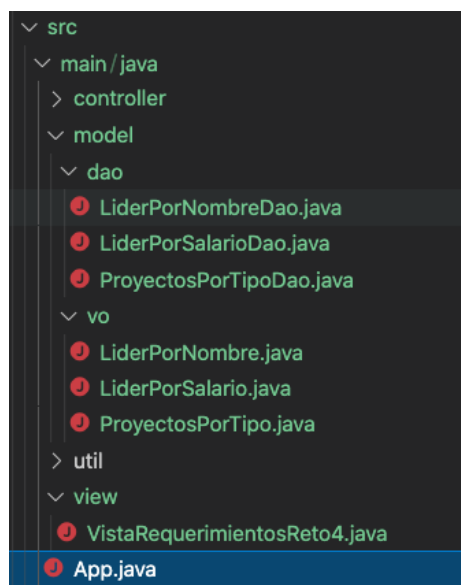 src
main/java
controller
model
dao
J LiderPorNombreDao.java
J LiderPorSalarioDao.java
J ProyectosPorTipoDao.java
vo
J LiderPorNombre.java
J LiderPorSalario.java
J ProyectosPorTipo.java
util
view
J VistaRequerimientosReto4.java
J App.java